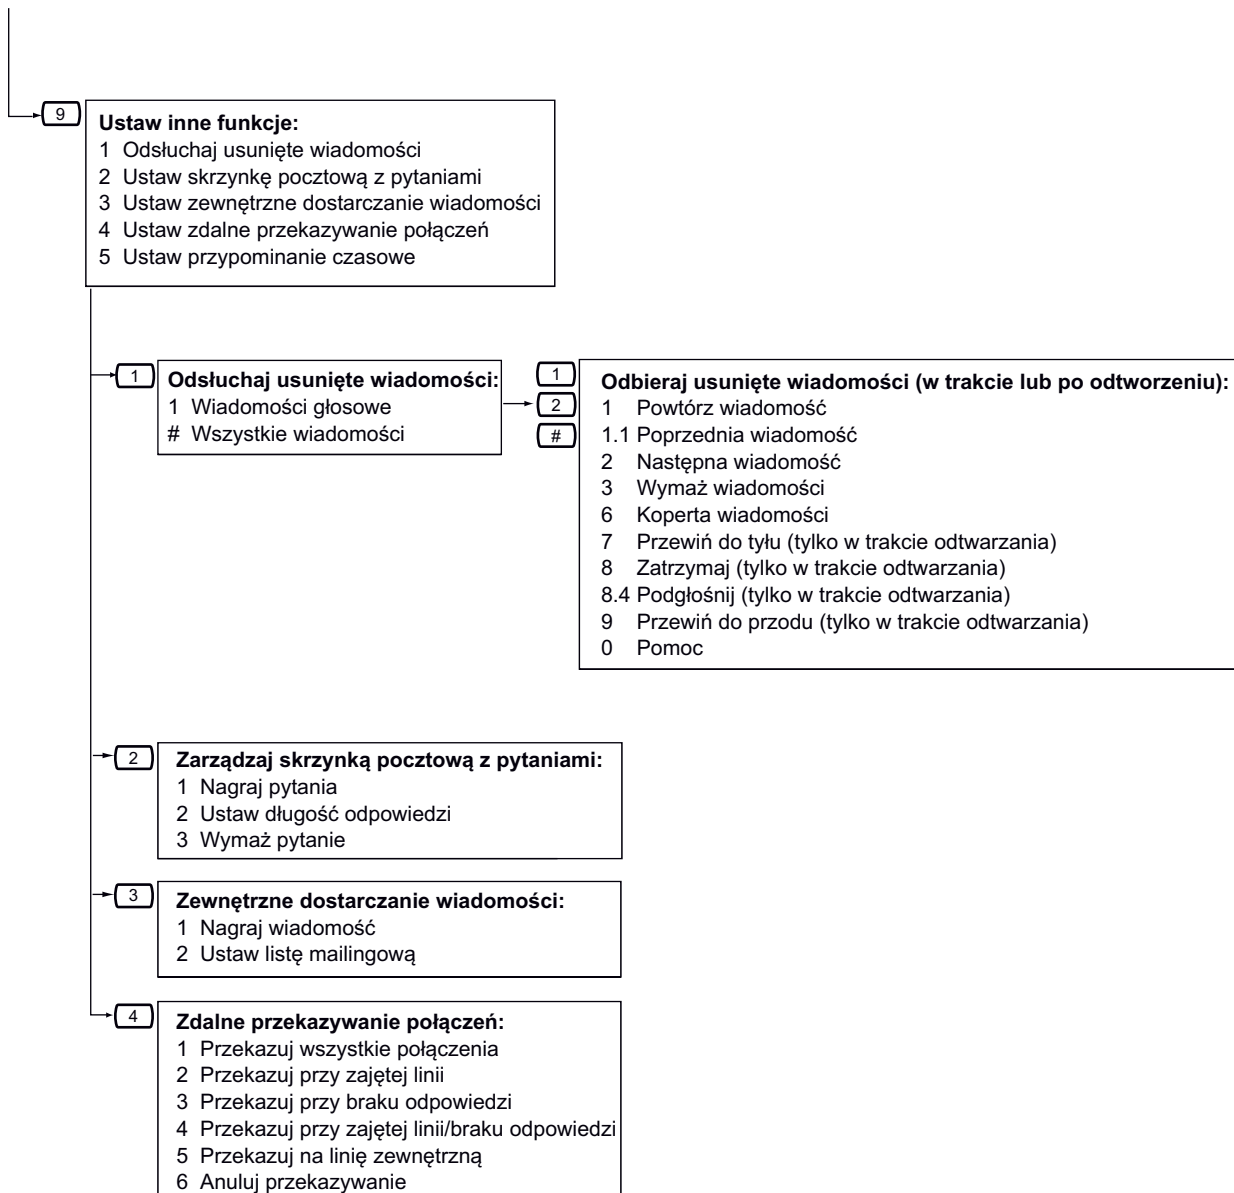 9
Ustaw inne funkcje:
1 Odsłuchaj usunięte wiadomości
2 Ustaw skrzynkę pocztową z pytaniami
3 Ustaw zewnętrzne dostarczanie wiadomości
4 Ustaw zdalne przekazywanie połączeń
5 Ustaw przypominanie czasowe
1
Odsłuchaj usunięte wiadomości:
1 Wiadomości głosowe
# Wszystkie wiadomości
1
2
#
Odbieraj usunięte wiadomości (w trakcie lub po odtworzeniu):
1 Powtórz wiadomość
1.1 Poprzednia wiadomość
2 Następna wiadomość
3 Wymaż wiadomości
6 Koperta wiadomości
7 Przewiń do tyłu (tylko w trakcie odtwarzania)
8 Zatrzymaj (tylko w trakcie odtwarzania)
8.4 Podgłośnij (tylko w trakcie odtwarzania)
9 Przewiń do przodu (tylko w trakcie odtwarzania)
0 Pomoc
2
Zarządzaj skrzynką pocztową z pytaniami:
1 Nagraj pytania
2 Ustaw długość odpowiedzi
3 Wymaż pytanie
3
Zewnętrzne dostarczanie wiadomości:
1 Nagraj wiadomość
2 Ustaw listę mailingową
4
Zdalne przekazywanie połączeń:
1 Przekazuj wszystkie połączenia
2 Przekazuj przy zajętej linii
3 Przekazuj przy braku odpowiedzi
4 Przekazuj przy zajętej linii/braku odpowiedzi
5 Przekazuj na linię zewnętrzną
6 Anuluj przekazywanie